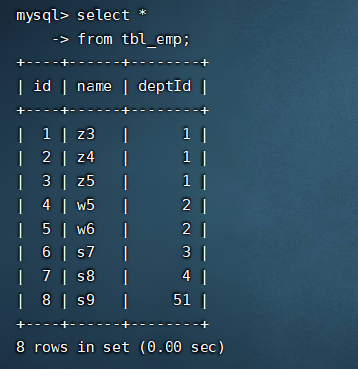 mysql> select *
    -> from tbl_emp;
+----+------+--------+
| id | name | deptId |
+----+------+--------+
|  1 | z3   |      1 |
|  2 | z4   |      1 |
|  3 | z5   |      1 |
|  4 | w5   |      2 |
|  5 | w6   |      2 |
|  6 | s7   |      3 |
|  7 | s8   |      4 |
|  8 | s9   |     51 |
+----+------+--------+
8 rows in set (0.00 sec)